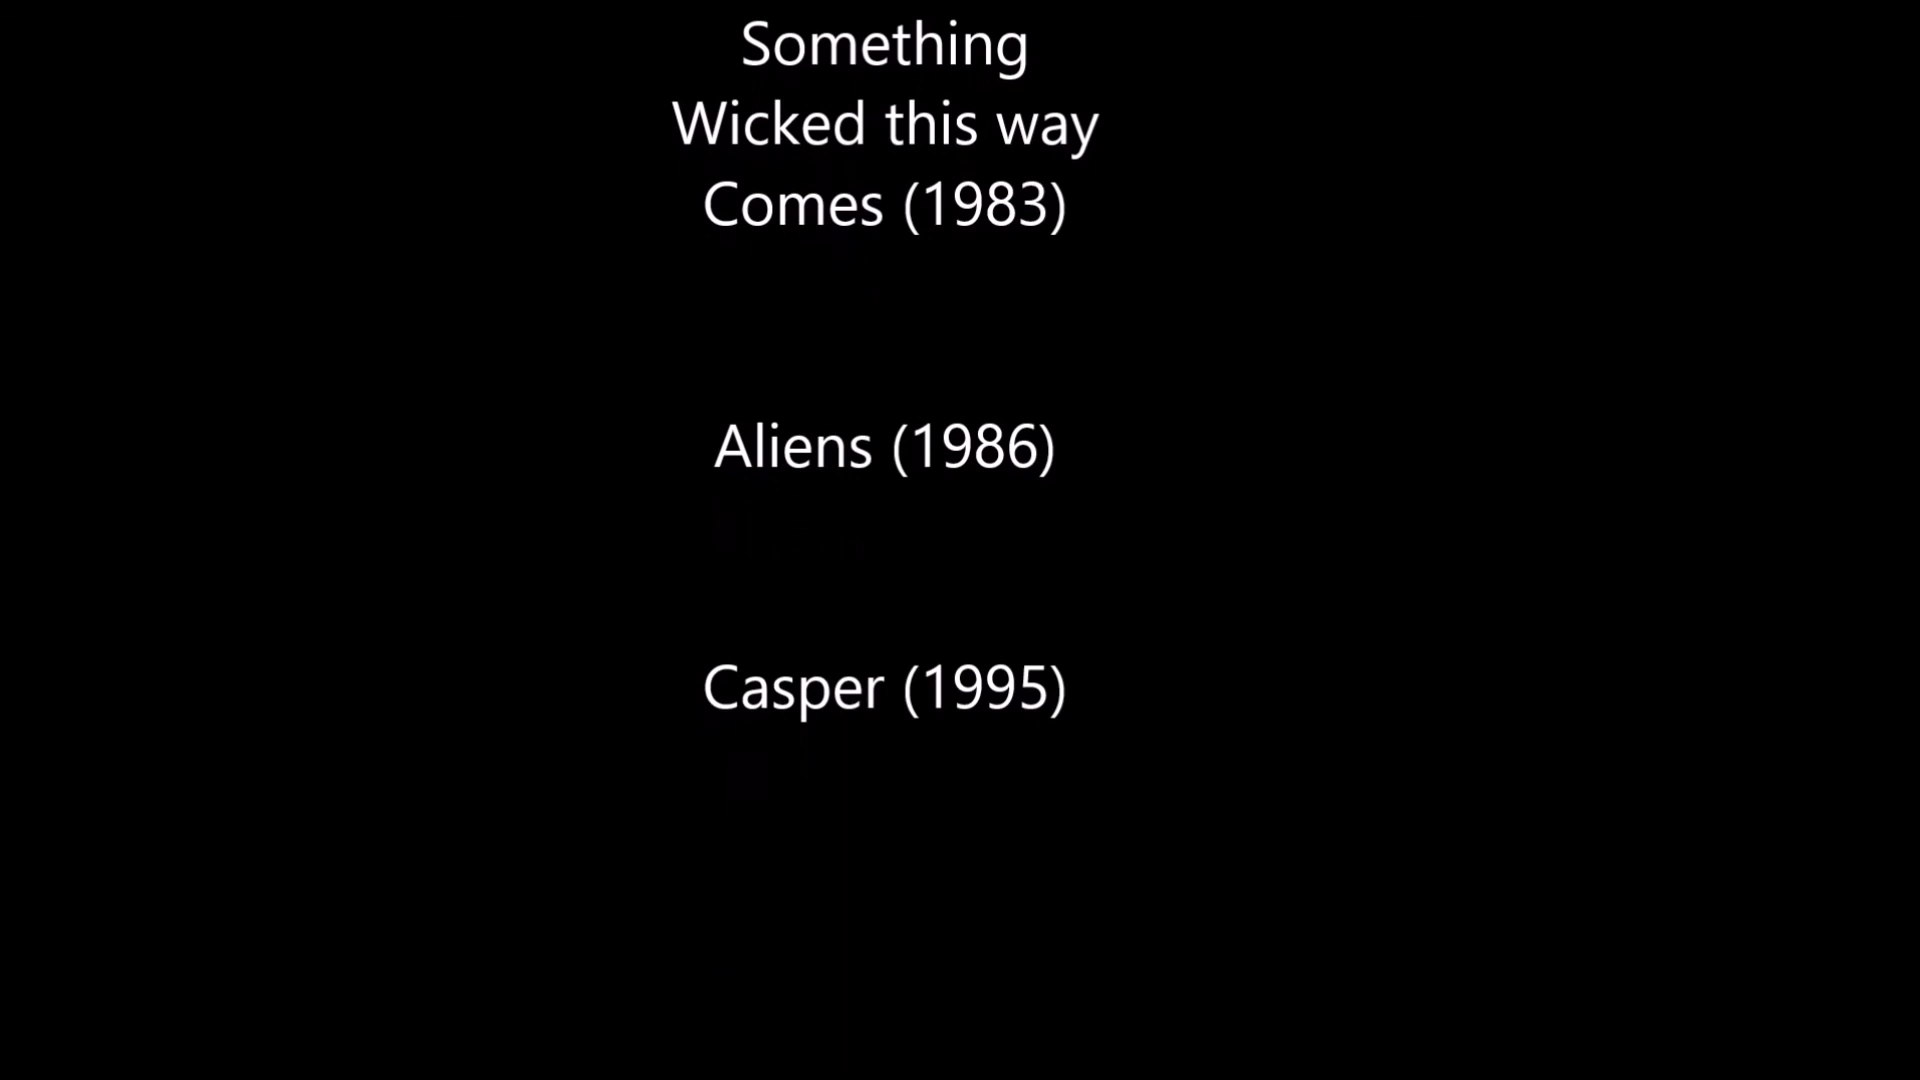 Something
Wicked this way
Comes (1983)
Aliens (1986)
Casper (1995)